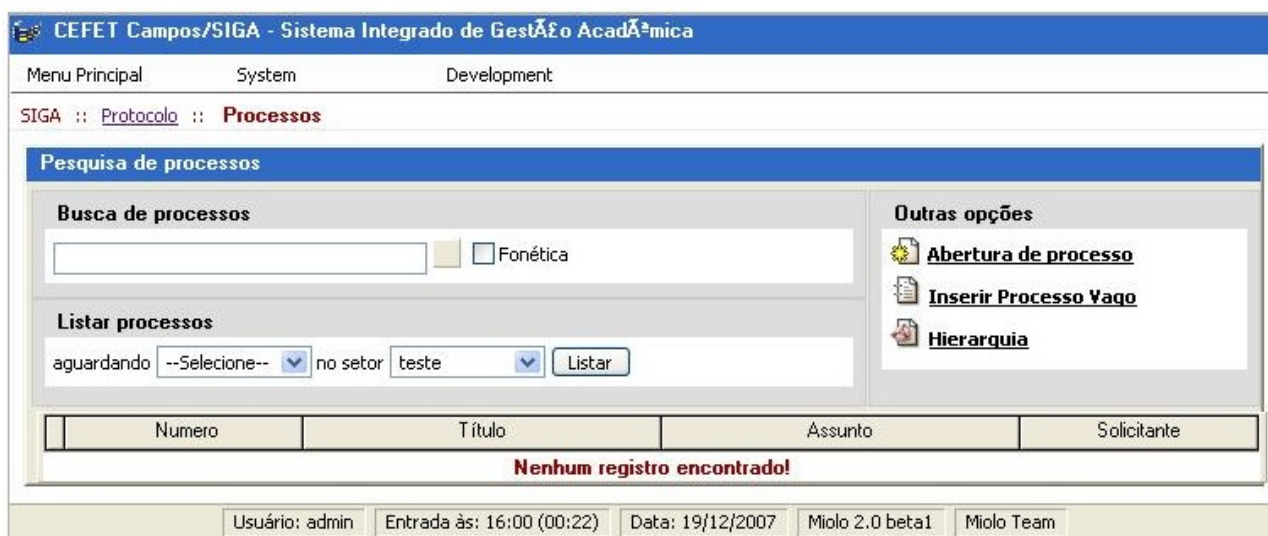 CEFET Campos/SIGA - Sistema Integrado de GestÃ£o AcadÃªmica
Menu Principal System Development
SIGA :: Protocolo :: Processos
Pesquisa de processos
Busca de processos
Fonética
Listar processos
aguardando --Selecione-- no setor teste Listar
Outras opções
Abertura de processo
Inserir Processo Vago
Hierarquia
Numero Título Assunto Solicitante
Nenhum registro encontrado!
Usuário: admin Entrada às: 16:00 (00:22) Data: 19/12/2007 Miolo 2.0 beta1 Miolo Team